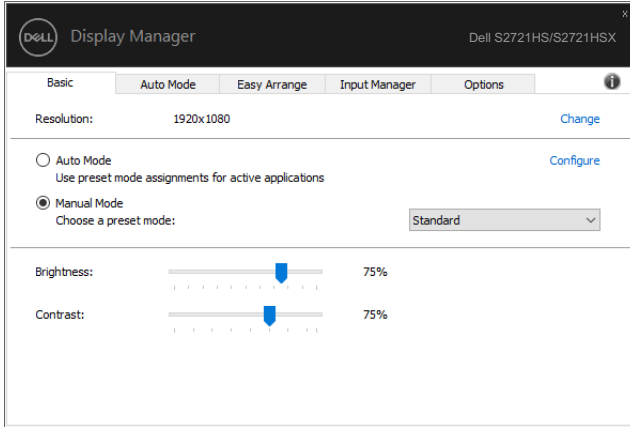 DELL Display Manager Dell S2721HS/S2721HSX
Basic Auto Mode Easy Arrange Input Manager Options
Resolution: 1920x1080 Change
Auto Mode Configure
Use preset mode assignments for active applications
Manual Mode
Choose a preset mode: Standard
Brightness: 75%
Contrast: 75%